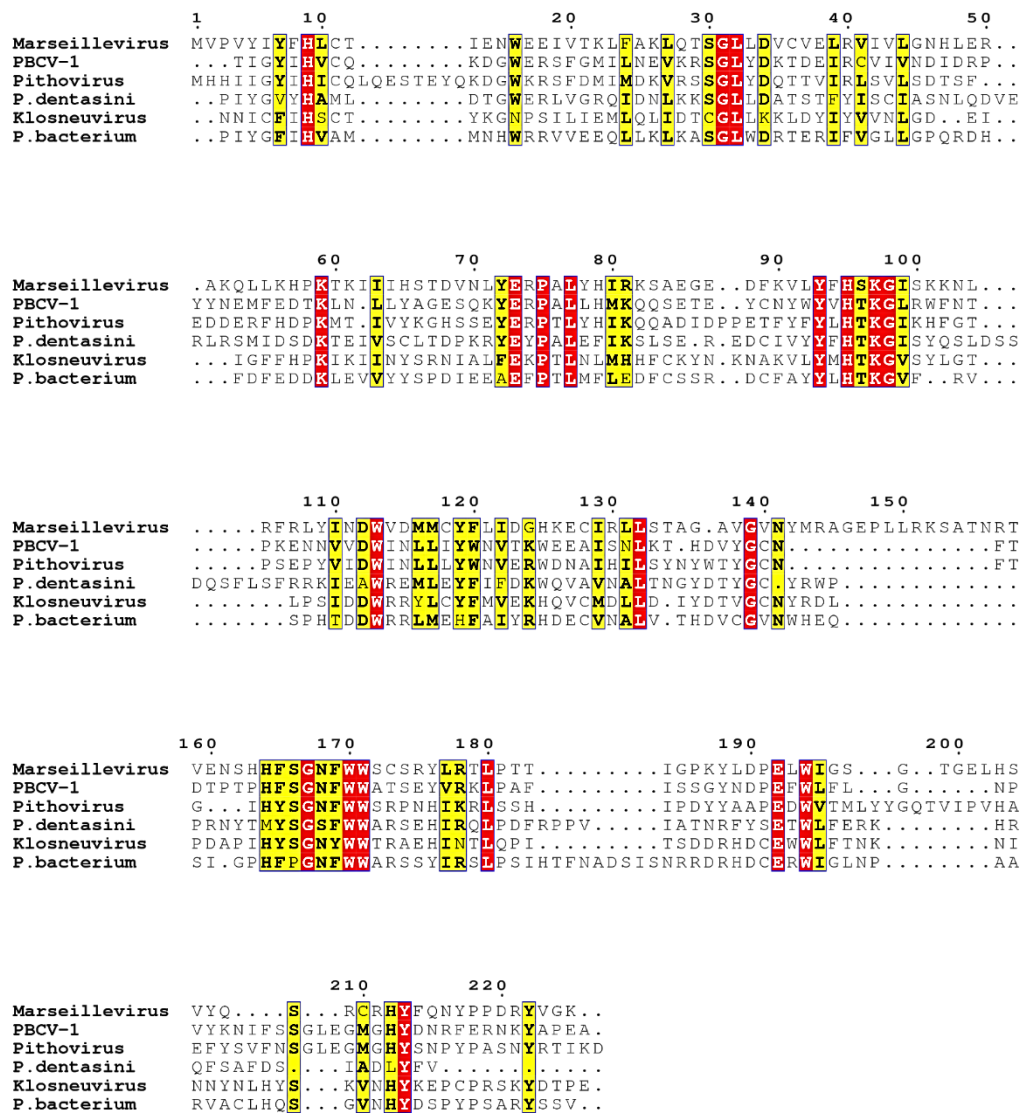 1 10 20 30 40 50
Marseillevirus MVPVYIYFHLCT.........IENWEEIVTKLFAKLQTSGLLDVCVELRVIVLGNHLER..
PBCV-1 ...TIGYIHVCQ.........KDGWERSFGMILNEVKRSGLYDKTDEIRCVIVNDIDRP..
Pithovirus MHHIIGYIHICQLQESTEYQKDGWRSFDMIMDKVRSSGLYDQTTVIRLSVLSDTSF...
P.dentasini ..PIYGVYHAML.........DTGWERLVGRQIDNLKKSGLLDATSTFYISCIASNLQDVE
Klosneuvirus ..NNICFIHSCT.........YKGNPSILIEMLQLIDTCGLLKKLDYIYVVNLGD..EI..
P.bacterium ..PIYGFIHVAM.........MNHWRRVVEEQLLKLKASGLWDRTERIFVGLLGPQRDH..
60 70 80 90 100
Marseillevirus .AKQLLKHPKTKIIIHSTDVNLYERPALYHIRKSAEGE..DFKVLYFHSKGISKKNL...
PBCV-1 YYNEMFEDTKLN.LLYAGESQKYERPALLHMKQQSETE..YCNYWYVHTKGLRWFNT...
Pithovirus EDDERFHDPKMT.IVYKGHSSEYERPTLYHIKQQADIDPPETFYFYLHTKGIKHFGT...
P.dentasini RLRSMIDSDKTEIVSCLTDPKRYEYPALEFIKSLSER.REDCIVYYFHTKGISYQSLDSS
Klosneuvirus ...IGFFHPKIKIINYSRNIALFEKPTLNLMHHFCKYN.KNAKVLYMHTKGVSYLGT...
P.bacterium ...FDFEDDKLEVVYYSPDIEEAEFPTLMFLEDFCSSR..DCFAYYLHTKGVF..RV...
110 120 130 140 150
Marseillevirus .....RFRLYINDWVDMMCYFLIDGHKECIRLLSTAG.AVGVNYMRAGEPLLRKSATNRT
PBCV-1 ......PKENNVVDWINLLIYWNVTKWEEAISNLKT.HDVYGCN...............FT
Pithovirus ......SEPYVIDWINLLLYWNVERWDNAIHILSYNYWTYGCN...............FT
P.dentasini DQSFLSFRRKIEAWREMLEYFIFDKWQVAVNALTNGYDTYGC.YRWP.............
Klosneuvirus .......LPSIDDWRRYLCYFMVEKHQVCMDLLD.IYDTVGCNYRDL.............
P.bacterium .......SPHTDDWRRLMEHFAIYRHDECVNALV.THDVCGVNWHEQ.............
160 170 180 190 200
Marseillevirus VENSHHFSGNFWWSCSRYLRTLPTT..........IGPKYLDPELWIGS...G..TGELHS
PBCV-1 DTPTPHFSGNFWWATSEYVRKLPAF..........ISSGYNDPEFWLFL...G.....NP
Pithovirus G...IHYSGNFWWSRPNHIKRLSSH..........IPDYYAAPEDWVTMLYYGQTVIPVHA
P.dentasini PRNYTMYSGSFWWARSEHIRQLPDFRPPV.....IATNRFYSETWLFERK........HR
Klosneuvirus PDAPIHYSGNYWWTRAEHINTLQPI..........TSDDRHDCEWWLFTNK........NI
P.bacterium SI.GPHFPGNFWWARSSYIRSLPSIHTFNADSISNRRDRHDCERWIGLNP........AA
210 220
Marseillevirus VYQ....S...RCRHYFQNYPPDRYVGK..
PBCV-1 VYKNIFSSGLEGMGHYDNRFERNKYAPEA.
Pithovirus EFYSVFNSGLEGMGHYSNPYPASNYRTIKD
P.dentasini QFSAFDS....IADLYFV............
Klosneuvirus NNYNLHYS...KVNHYKEPCPRSKYDTPE.
P.bacterium RVACLHQS...GVNHYDSPYPSARYSSV..